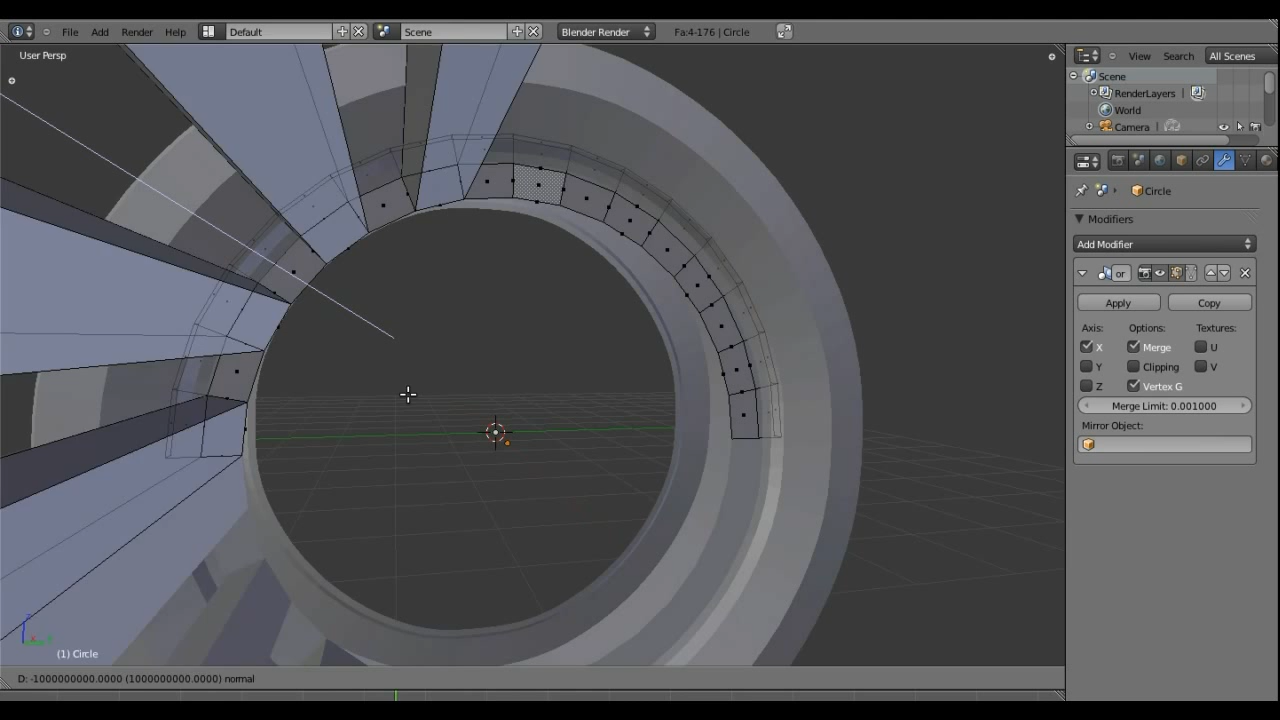 File Add Render Help Default Scene Blender Render Fa:4-176 | Circle
User Persp
View Search All Scenes
Scene
RenderLayers |
World
Camera |
Circle
Modifiers
Add Modifier
or
Apply Copy
Axis: Options: Textures:
X Merge U
Y Clipping V
Z Vertex G
Merge Limit: 0.001000
Mirror Object:
(1) Circle
D: -1000000000.0000 (1000000000.0000) normal